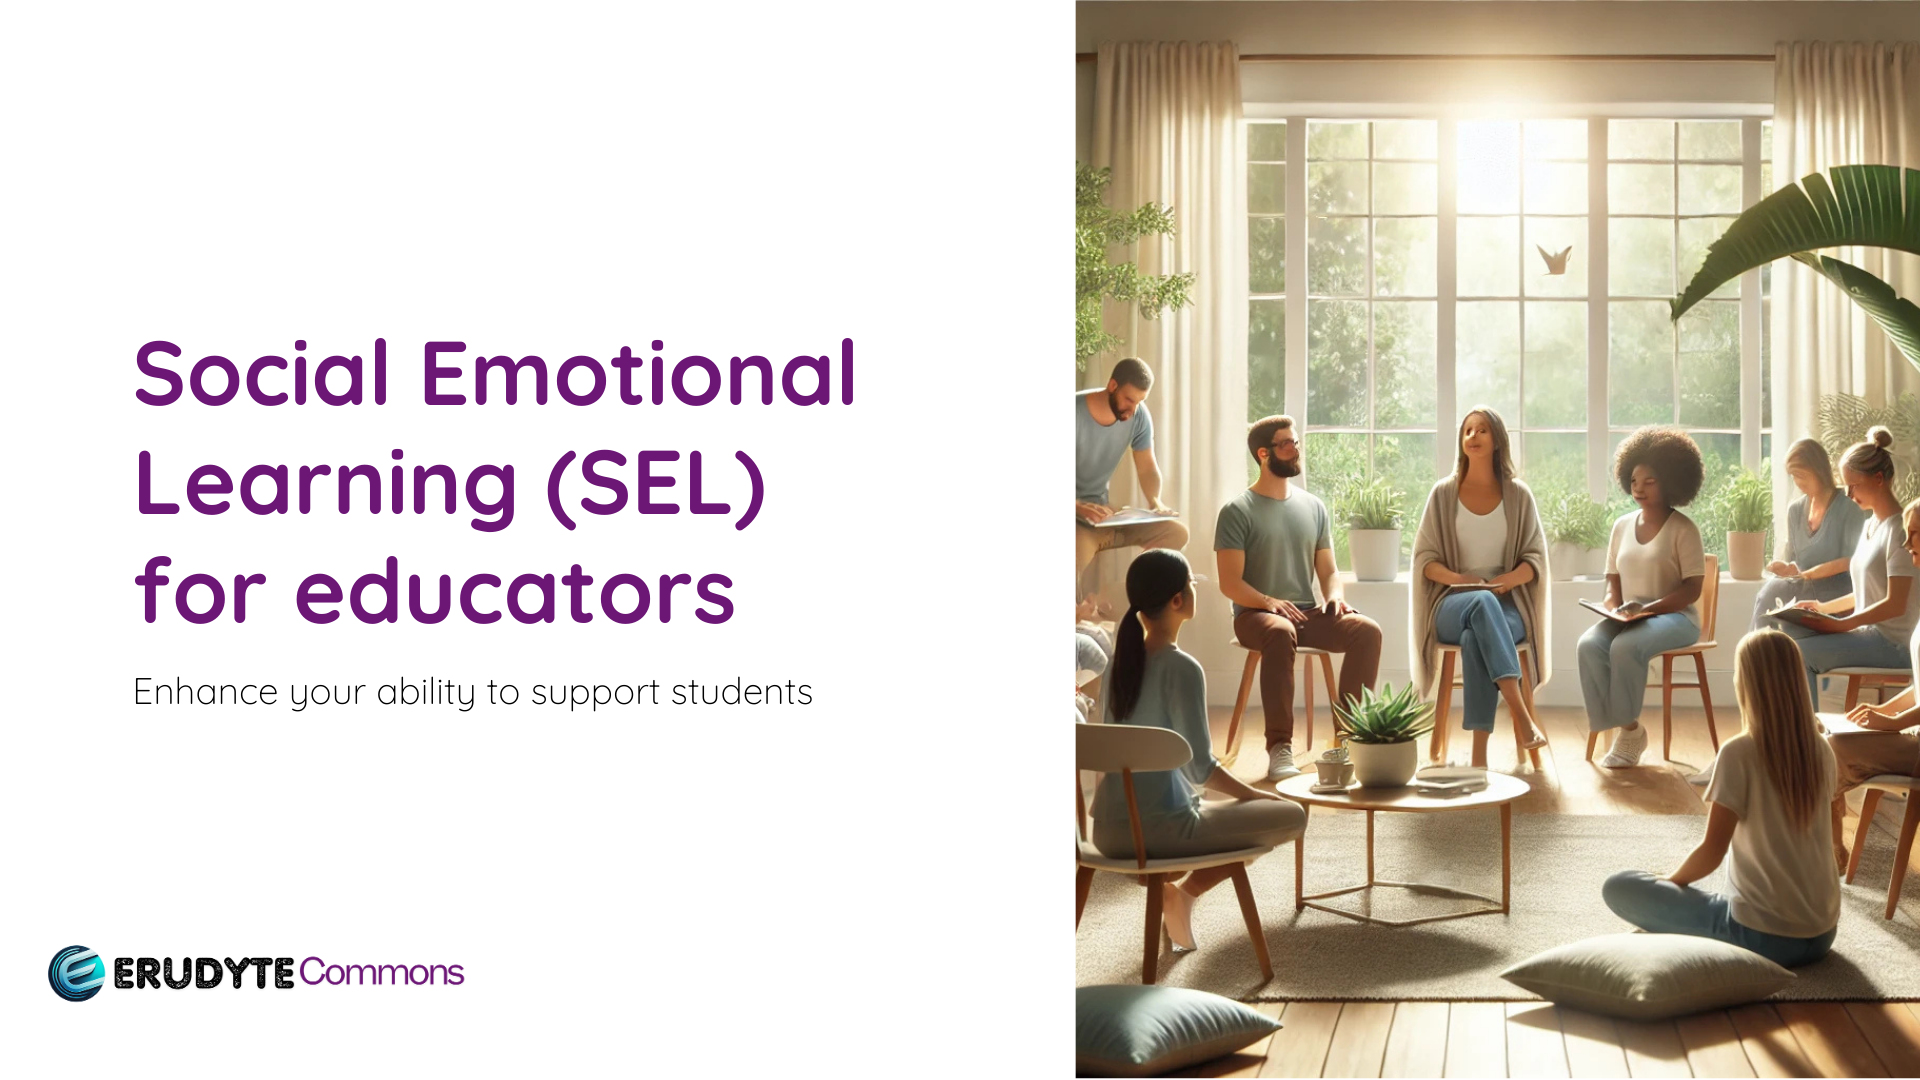 Social Emotional
Learning (SEL)
for educators
Enhance your ability to support students
ERUDYTE Commons